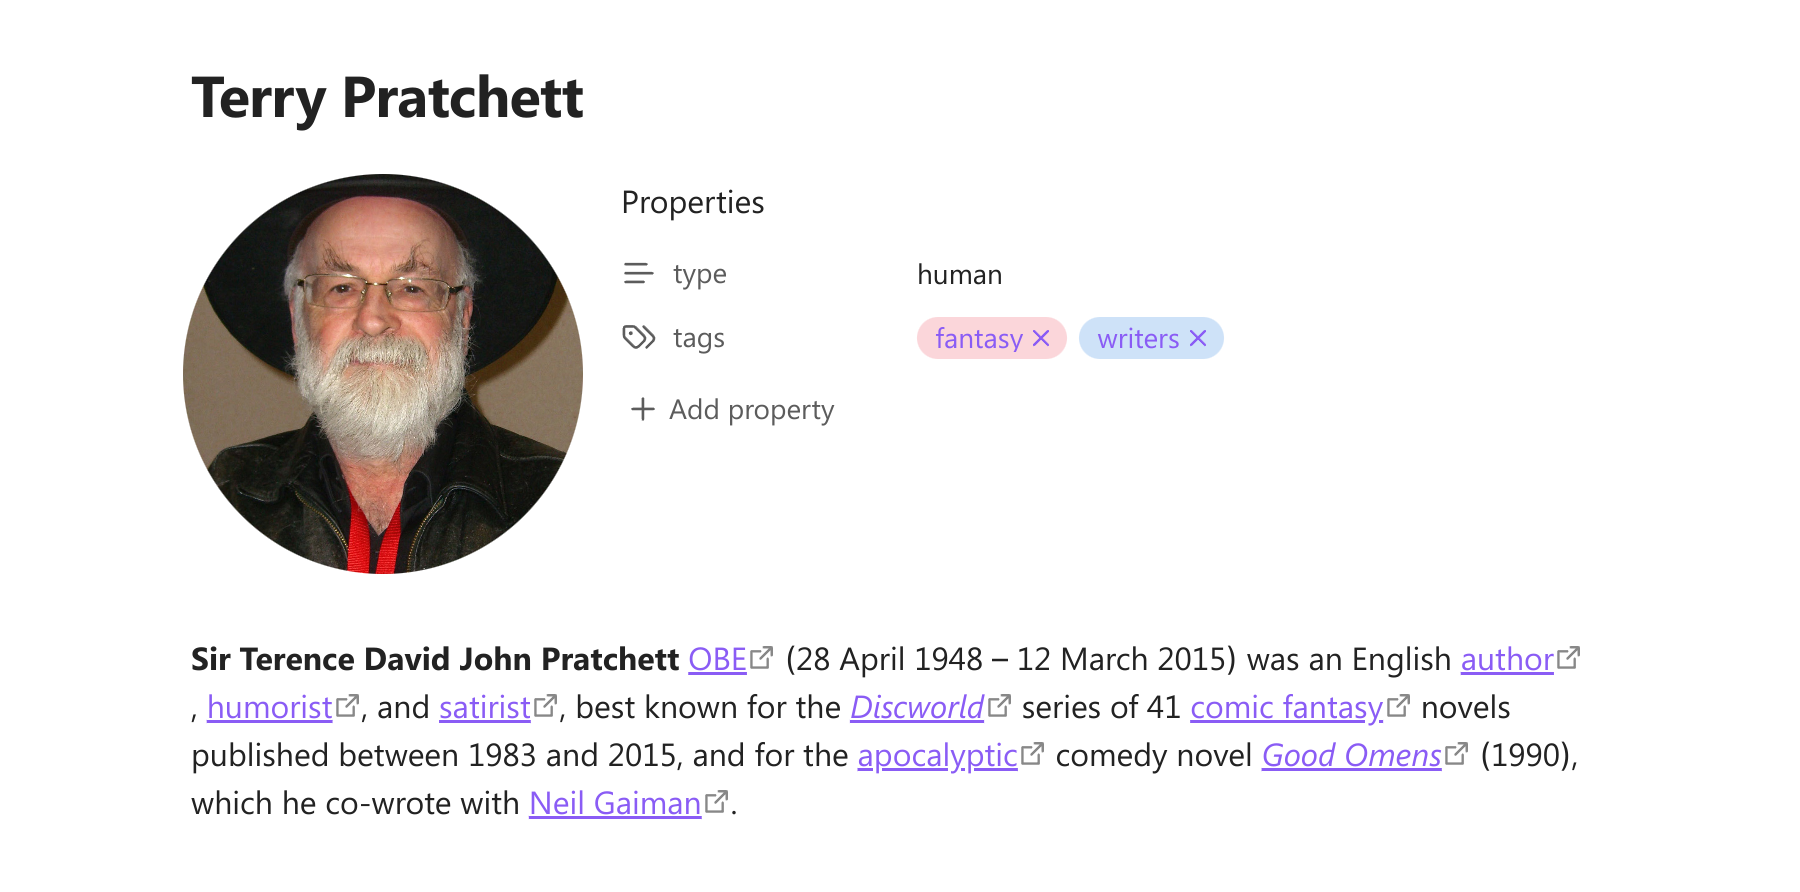 Terry Pratchett
Properties
type human
tags fantasy writers
Add property
Sir Terence David John Pratchett OBE (28 April 1948 – 12 March 2015) was an English author
, humorist, and satirist, best known for the Discworld series of 41 comic fantasy novels
published between 1983 and 2015, and for the apocalyptic comedy novel Good Omens (1990),
which he co-wrote with Neil Gaiman.